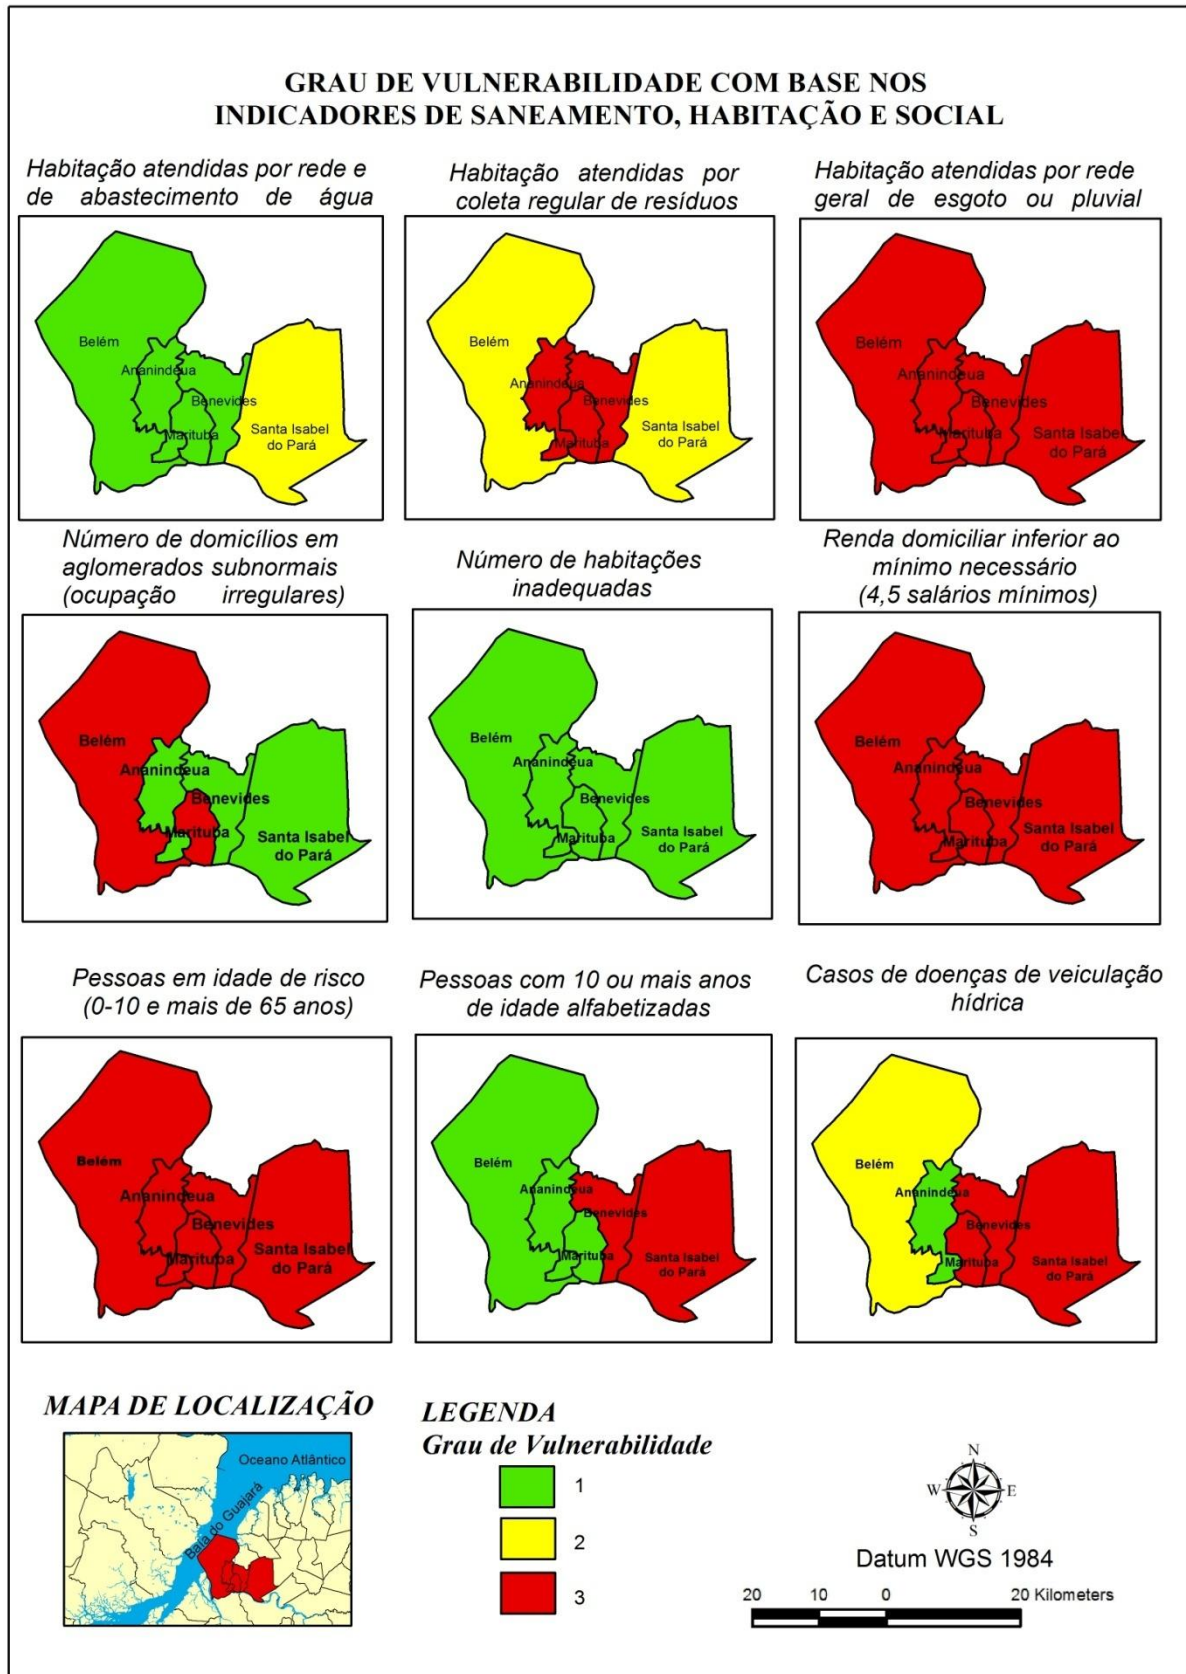 GRAU DE VULNERABILIDADE COM BASE NOS
INDICADORES DE SANEAMENTO, HABITAÇÃO E SOCIAL
Habitação atendidas por rede e
de abastecimento de água
Belém
Ananindeua
Benevides
Marituba
Santa Isabel
do Pará
Habitação atendidas por
coleta regular de resíduos
Belém
Ananindeua
Benevides
Marituba
Santa Isabel
do Pará
Habitação atendidas por rede
geral de esgoto ou pluvial
Belém
Ananindeua
Benevides
Marituba
Santa Isabel
do Pará
Número de domicílios em
aglomerados subnormais
(ocupação irregulares)
Belém
Ananindeua
Benevides
Marituba
Santa Isabel
do Pará
Número de habitações
inadequadas
Belém
Ananindeua
Benevides
Marituba
Santa Isabel
do Pará
Renda domiciliar inferior ao
mínimo necessário
(4,5 salários mínimos)
Belém
Ananindeua
Benevides
Marituba
Santa Isabel
do Pará
Pessoas em idade de risco
(0-10 e mais de 65 anos)
Belém
Ananindeua
Benevides
Marituba
Santa Isabel
do Pará
Pessoas com 10 ou mais anos
de idade alfabetizadas
Belém
Ananindeua
Benevides
Marituba
Santa Isabel
do Pará
Casos de doenças de veiculação
hídrica
Belém
Ananindeua
Benevides
Marituba
Santa Isabel
do Pará
MAPA DE LOCALIZAÇÃO
Oceano Atlântico
Baía do Guajará
LEGENDA
Grau de Vulnerabilidade
1
2
3
N
W E
S
Datum WGS 1984
20 10 0 20 Kilometers